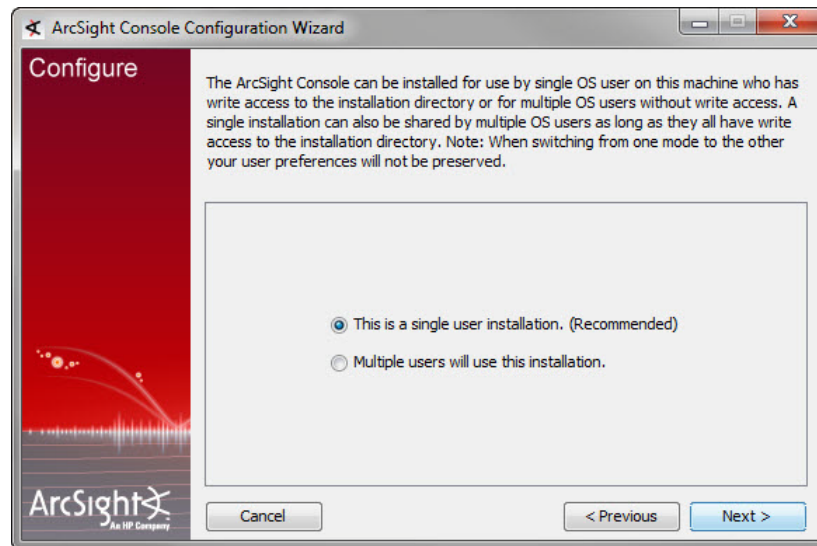 ArcSight Console Configuration Wizard
Configure
The ArcSight Console can be installed for use by single OS user on this machine who has
write access to the installation directory or for multiple OS users without write access. A
single installation can also be shared by multiple OS users as long as they all have write
access to the installation directory. Note: When switching from one mode to the other
your user preferences will not be preserved.
This is a single user installation. (Recommended)
Multiple users will use this installation.
ArcSight
An HP Company
Cancel
< Previous
Next >